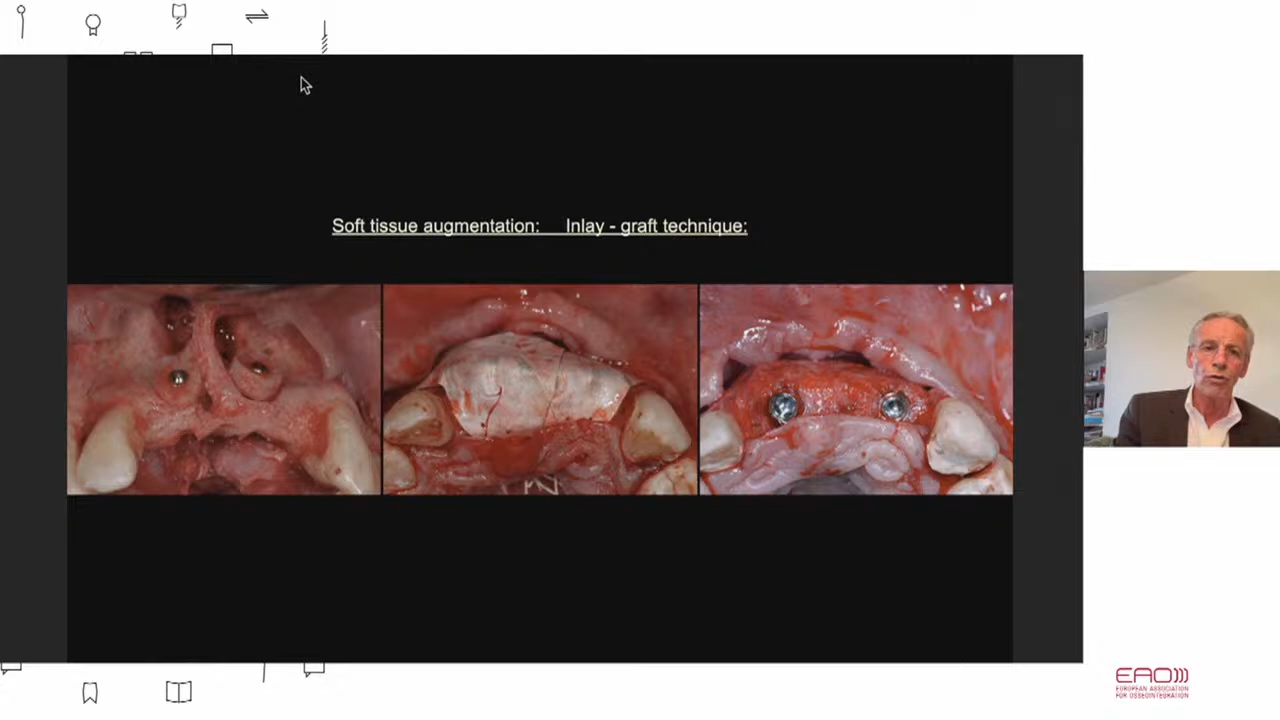 Soft tissue augmentation: Inlay - graft technique:
EAO
EUROPEAN ASSOCIATION
FOR OSSEOINTEGRATION